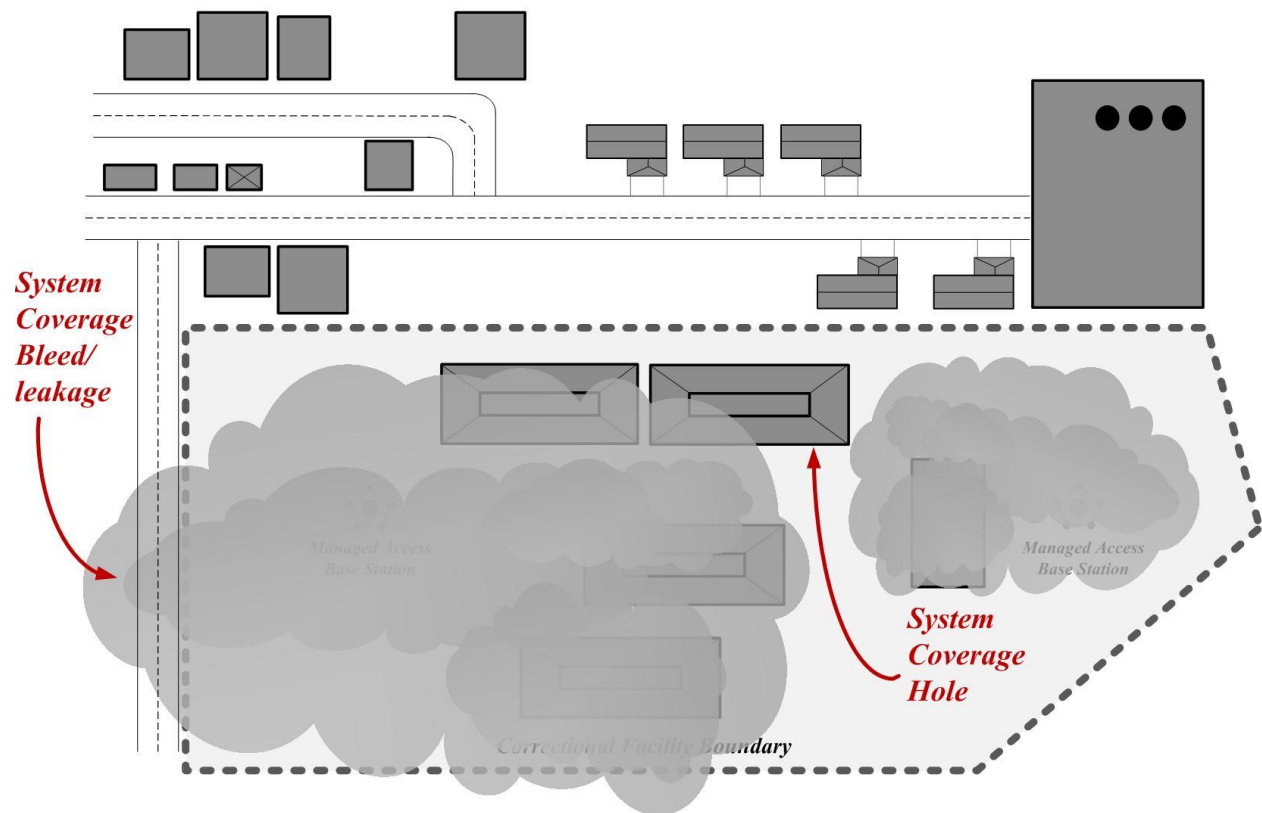 System
Coverage
Bleed/
leakage
Managed Access
Base Station
Managed Access
Base Station
System
Coverage
Hole
Correctional Facility Boundary